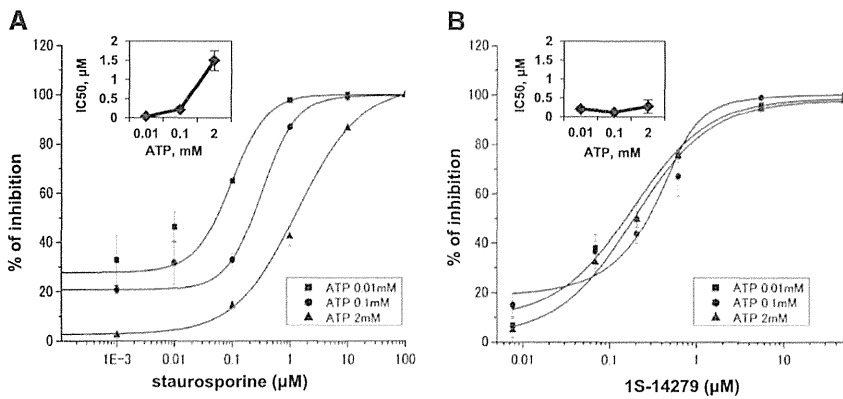 A
120
100
80
60
40
20
0
% of inhibition
2
1.5
1
0.5
0
IC50, μM
0.01 0.1 2
ATP, mM
ATP 0.01mM
ATP 0.1mM
ATP 2mM
1E-3 0.01 0.1 1 10 100
staurosporine (μM)
B
120
100
80
60
40
20
0
% of inhibition
2
1.5
1
0.5
0
IC50, μM
0.01 0.1 2
ATP, mM
ATP 0.01mM
ATP 0.1mM
ATP 2mM
0.01 0.1 1 10
1S-14279 (μM)